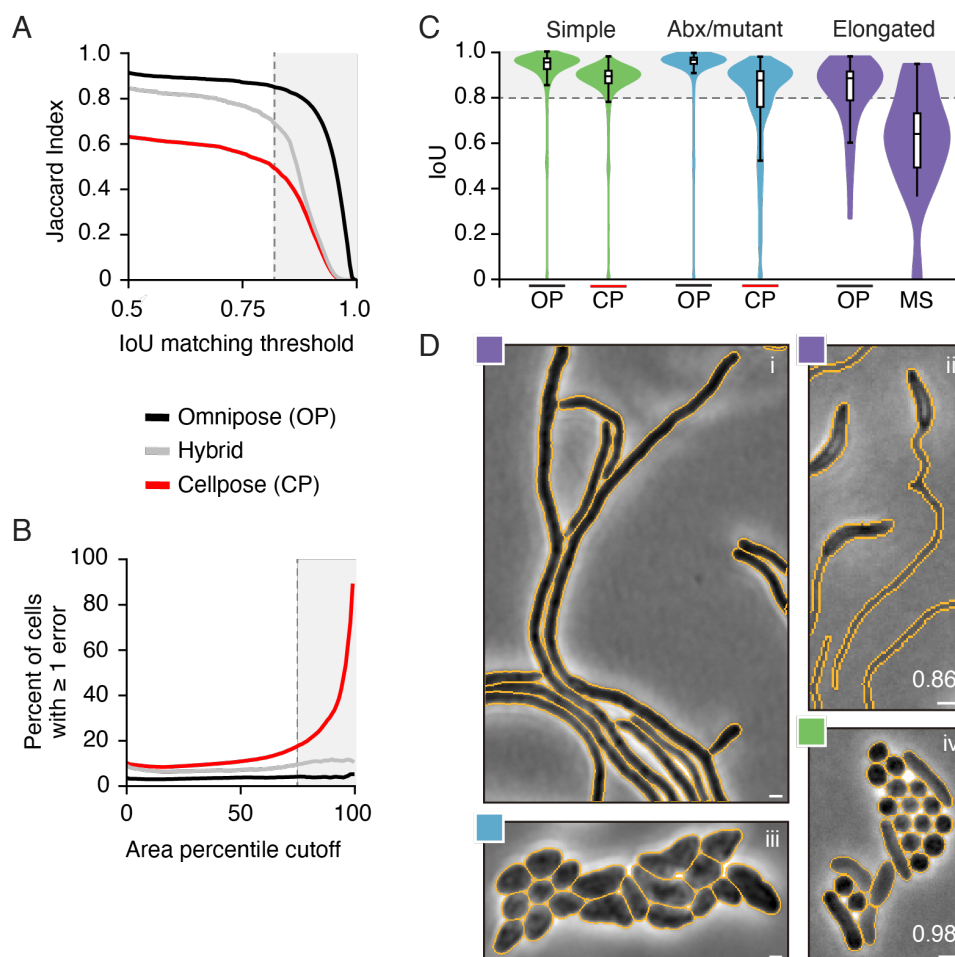 A
Jaccard Index
1.0
0.8
0.6
0.4
0.2
0
0.5
0.75
1.0
IoU matching threshold
Omnipose (OP)
Hybrid
Cellpose (CP)
B
Percent of cells
with ≥ 1 error
100
80
60
40
20
0
0
50
100
Area percentile cutoff
C
Simple
Abx/mutant
Elongated
IoU
1.0
0.8
0.6
0.4
0.2
0
OP
CP
OP
CP
OP
MS
D
i
ii
0.86
iii
iv
0.98